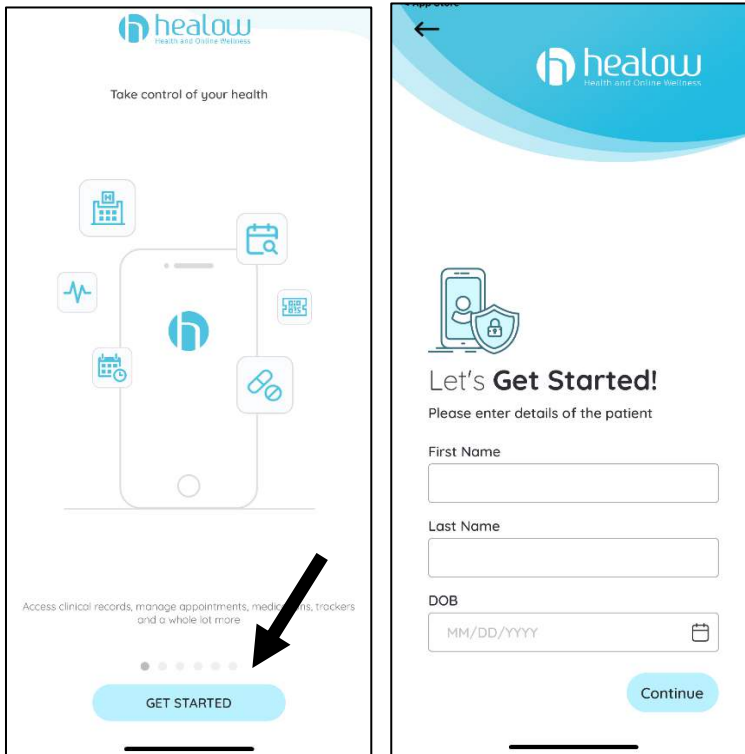 healow
Health and Online Wellness
Take control of your health
Access clinical records, manage appointments, trackers
and a whole lot more
GET STARTED
App Store
healow
Health and Online Wellness
Let's Get Started!
Please enter details of the patient
First Name
Last Name
DOB
MM/DD/YYYY
Continue